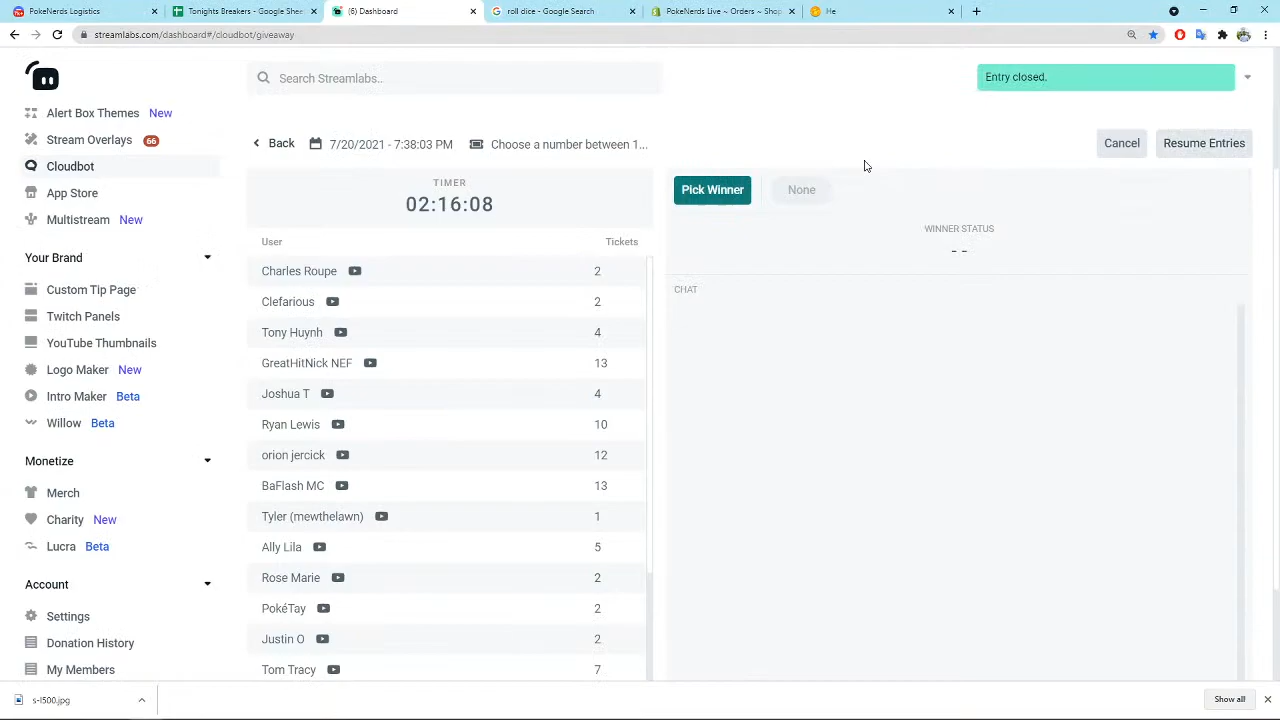 PokeNerds Logistics
Tonights Breakers - Google Shee
(6) Dashboard
roll dice - Google Search
PokeNerds Live ~ Orders ~ Sho
He
streamlabs.com/dashboard#/cloudbot/giveaway
Search Streamlabs..
Entry closed.
Alert Box Themes New
Stream Overlays 66
Cloudbot
App Store
Multistream New
Your Brand
Custom Tip Page
Twitch Panels
YouTube Thumbnails
Logo Maker New
Intro Maker Beta
Willow Beta
Monetize
Merch
Charity New
Lucra Beta
Account
Settings
Donation History
My Members
Back
7/20/2021 - 7:38:03 PM
Choose a number between 1...
Cancel
Resume Entries
TIMER
02:16:08
User Tickets
Charles Roupe 2
Clefarious 2
Tony Huynh 4
GreatHitNick NEF 13
Joshua T 4
Ryan Lewis 10
orion jercick 12
BaFlash MC 13
Tyler (mewthelawn) 1
Ally Lila 5
Rose Marie 2
PokéTay 2
Justin O 2
Tom Tracy 7
Pick Winner
None
WINNER STATUS
- -
CHAT
s-l500.jpg
Show all